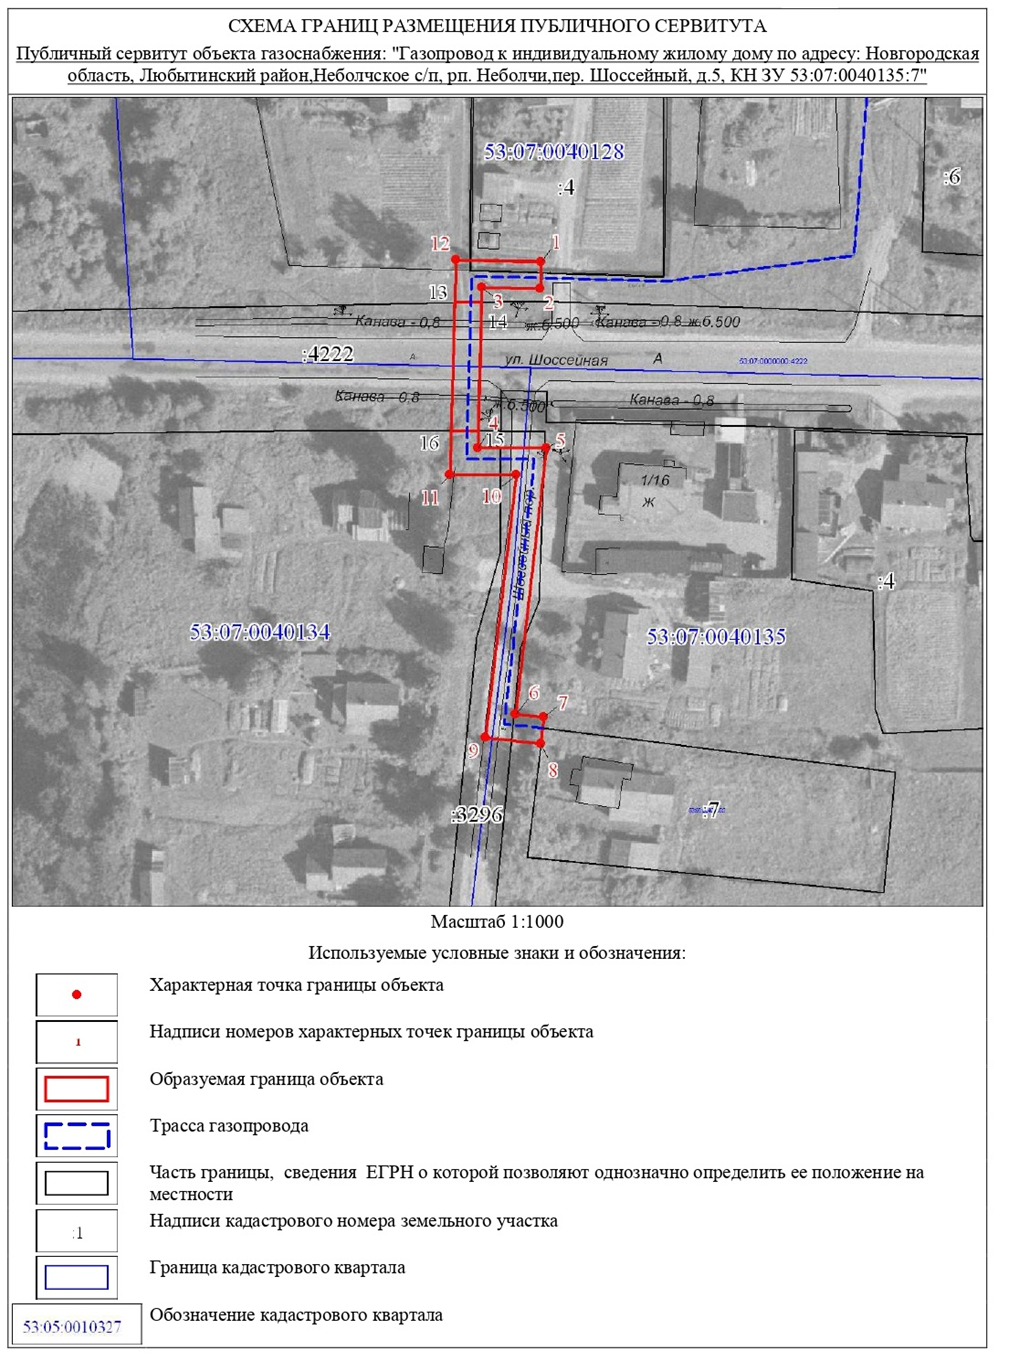 СХЕМА ГРАНИЦ РАЗМЕЩЕНИЯ ПУБЛИЧНОГО СЕРВИТУТА
Публичный сервитут объекта газоснабжения: "Газопровод к индивидуальному жилому дому по адресу: Новгородская
область, Любытинский район,Неболчское с/п, рп. Неболчи,пер. Шоссейный, д.5, КН ЗУ 53:07:0040135:7"
53:07:0040128
:4
:6
12
1
13
3
2
14
Канава - 0,8
ж.б.500
Канава - 0,8 ж.б.500
:4222
А
ул. Шоссейная
А
53:07:0000000:4222
Канава - 0,8
ж.б.500
Канава - 0,8
4
16
15
5
11
10
1/16
Ж
Шоссейный пер.
:4
53:07:0040134
53:07:0040135
6
7
9
8
:3296
:7
Масштаб 1:1000
Используемые условные знаки и обозначения:
Характерная точка границы объекта
1
Надписи номеров характерных точек границы объекта
Образуемая граница объекта
Трасса газопровода
Часть границы, сведения ЕГРН о которой позволяют однозначно определить ее положение на
местности
:1
Надписи кадастрового номера земельного участка
Граница кадастрового квартала
53:05:0010327
Обозначение кадастрового квартала